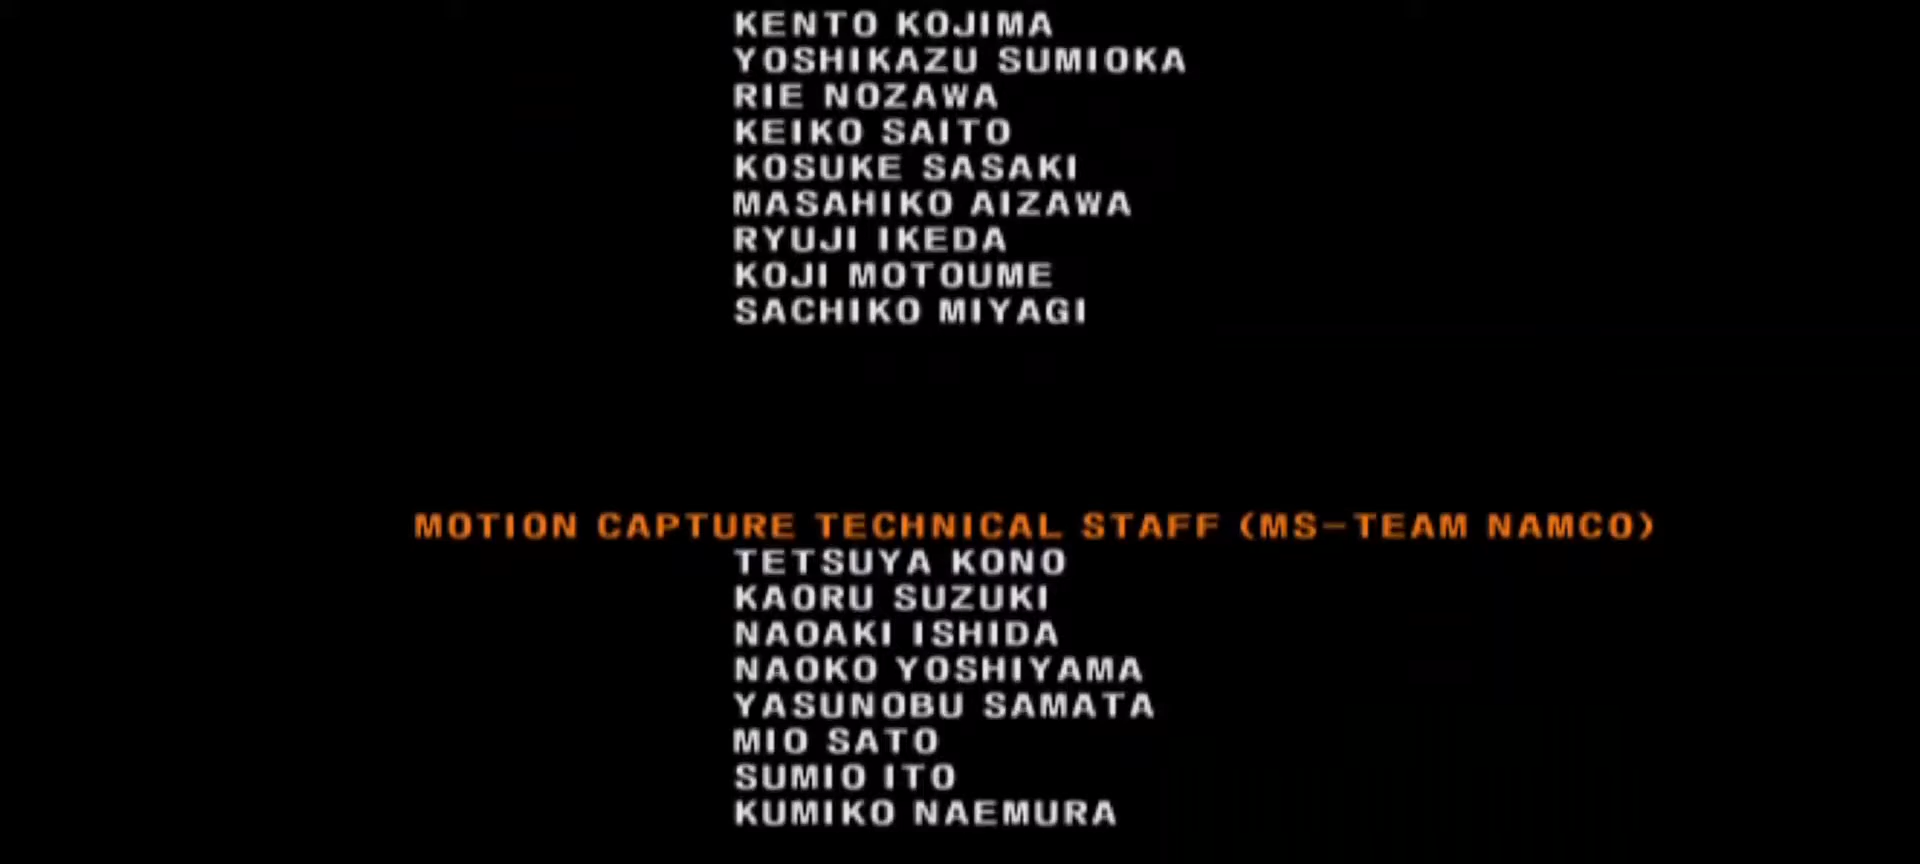 KENTO KOJIMA
YOSHIKAZU SUMIOKA
RIE NOZAWA
KEIKO SAITO
KOSUKE SASAKI
MASAHIKO AIZAWA
RYUJI IKEDA
KOJI MOTOUME
SACHIKO MIYAGI
MOTION CAPTURE TECHNICAL STAFF (MS-TEAM NAMCO)
TETSUYA KONO
KAORU SUZUKI
NAOAKI ISHIDA
NAOKO YOSHIYAMA
YASUNOBU SAMATA
MIO SATO
SUMIO ITO
KUMIKO NAEMURA